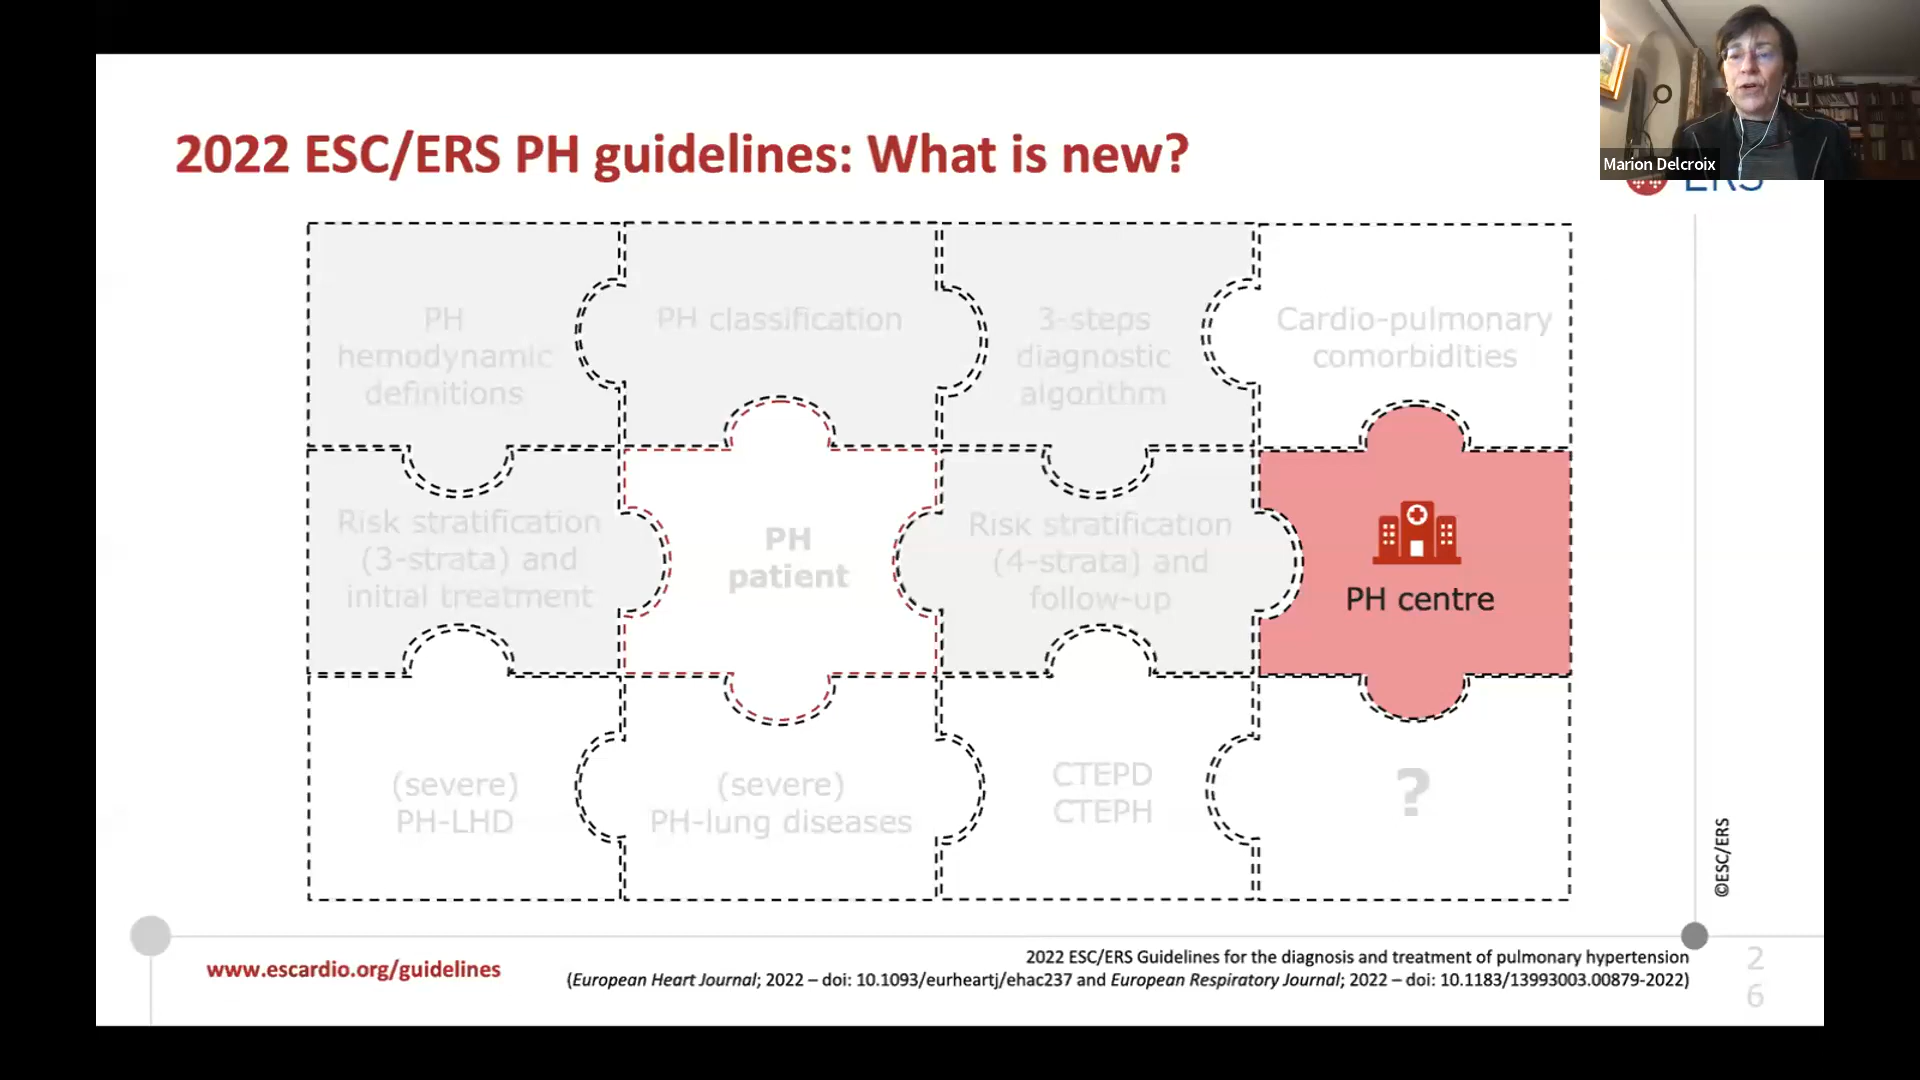 2022 ESC/ERS PH guidelines: What is new?
Marion Delcroix
ERS
PH
hemodynamic
definitions
PH classification
3-steps
diagnostic
algorithm
Cardio-pulmonary
comorbidities
Risk stratification
(3-strata) and
initial treatment
PH
patient
Risk stratification
(4-strata) and
follow-up
PH centre
(severe)
PH-LHD
(severe)
PH-lung diseases
CTEPD
CTEPH
?
©ESC/ERS
www.escardio.org/guidelines
2022 ESC/ERS Guidelines for the diagnosis and treatment of pulmonary hypertension
(European Heart Journal; 2022 – doi: 10.1093/eurheartj/ehac237 and European Respiratory Journal; 2022 – doi: 10.1183/13993003.00879-2022)
2
6